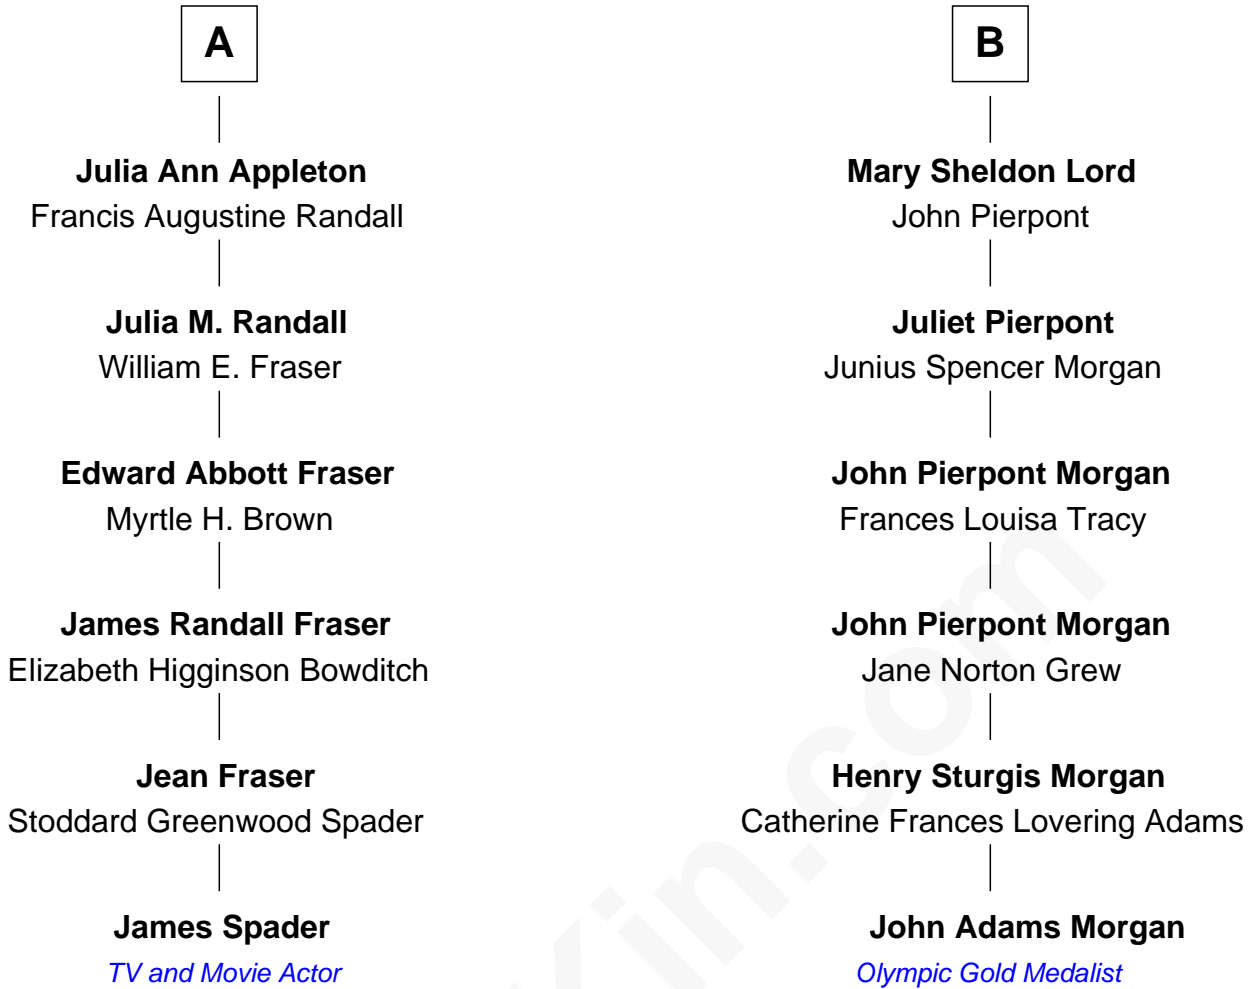 A
B
Julia Ann Appleton
Francis Augustine Randall
Mary Sheldon Lord
John Pierpont
Julia M. Randall
William E. Fraser
Juliet Pierpont
Junius Spencer Morgan
Edward Abbott Fraser
Myrtle H. Brown
John Pierpont Morgan
Frances Louisa Tracy
James Randall Fraser
Elizabeth Higginson Bowditch
John Pierpont Morgan
Jane Norton Grew
Jean Fraser
Stoddard Greenwood Spader
Henry Sturgis Morgan
Catherine Frances Lovering Adams
James Spader
TV and Movie Actor
John Adams Morgan
Olympic Gold Medalist
Kin.com